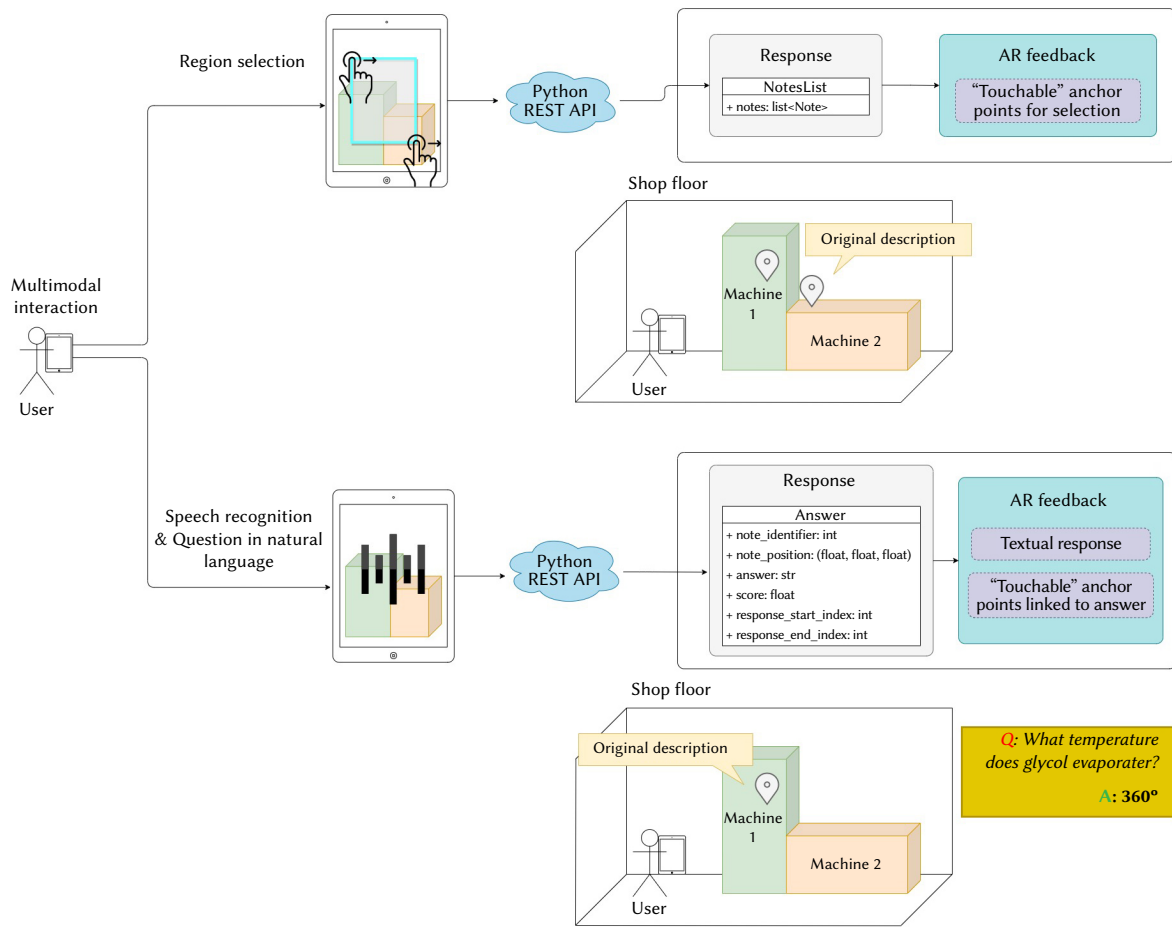 Region selection
Python
REST API
Response
NotesList
+ notes: list<Note>
AR feedback
“Touchable” anchor
points for selection
Shop floor
Original description
Machine
1
Machine 2
User
Multimodal
interaction
User
Speech recognition
& Question in natural
language
Python
REST API
Response
Answer
+ note_identifier: int
+ note_position: (float, float, float)
+ answer: str
+ score: float
+ response_start_index: int
+ response_end_index: int
AR feedback
Textual response
“Touchable” anchor
points linked to answer
Shop floor
Original description
Machine
1
Machine 2
User
Q: What temperature
does glycol evaporater?
A: 360º